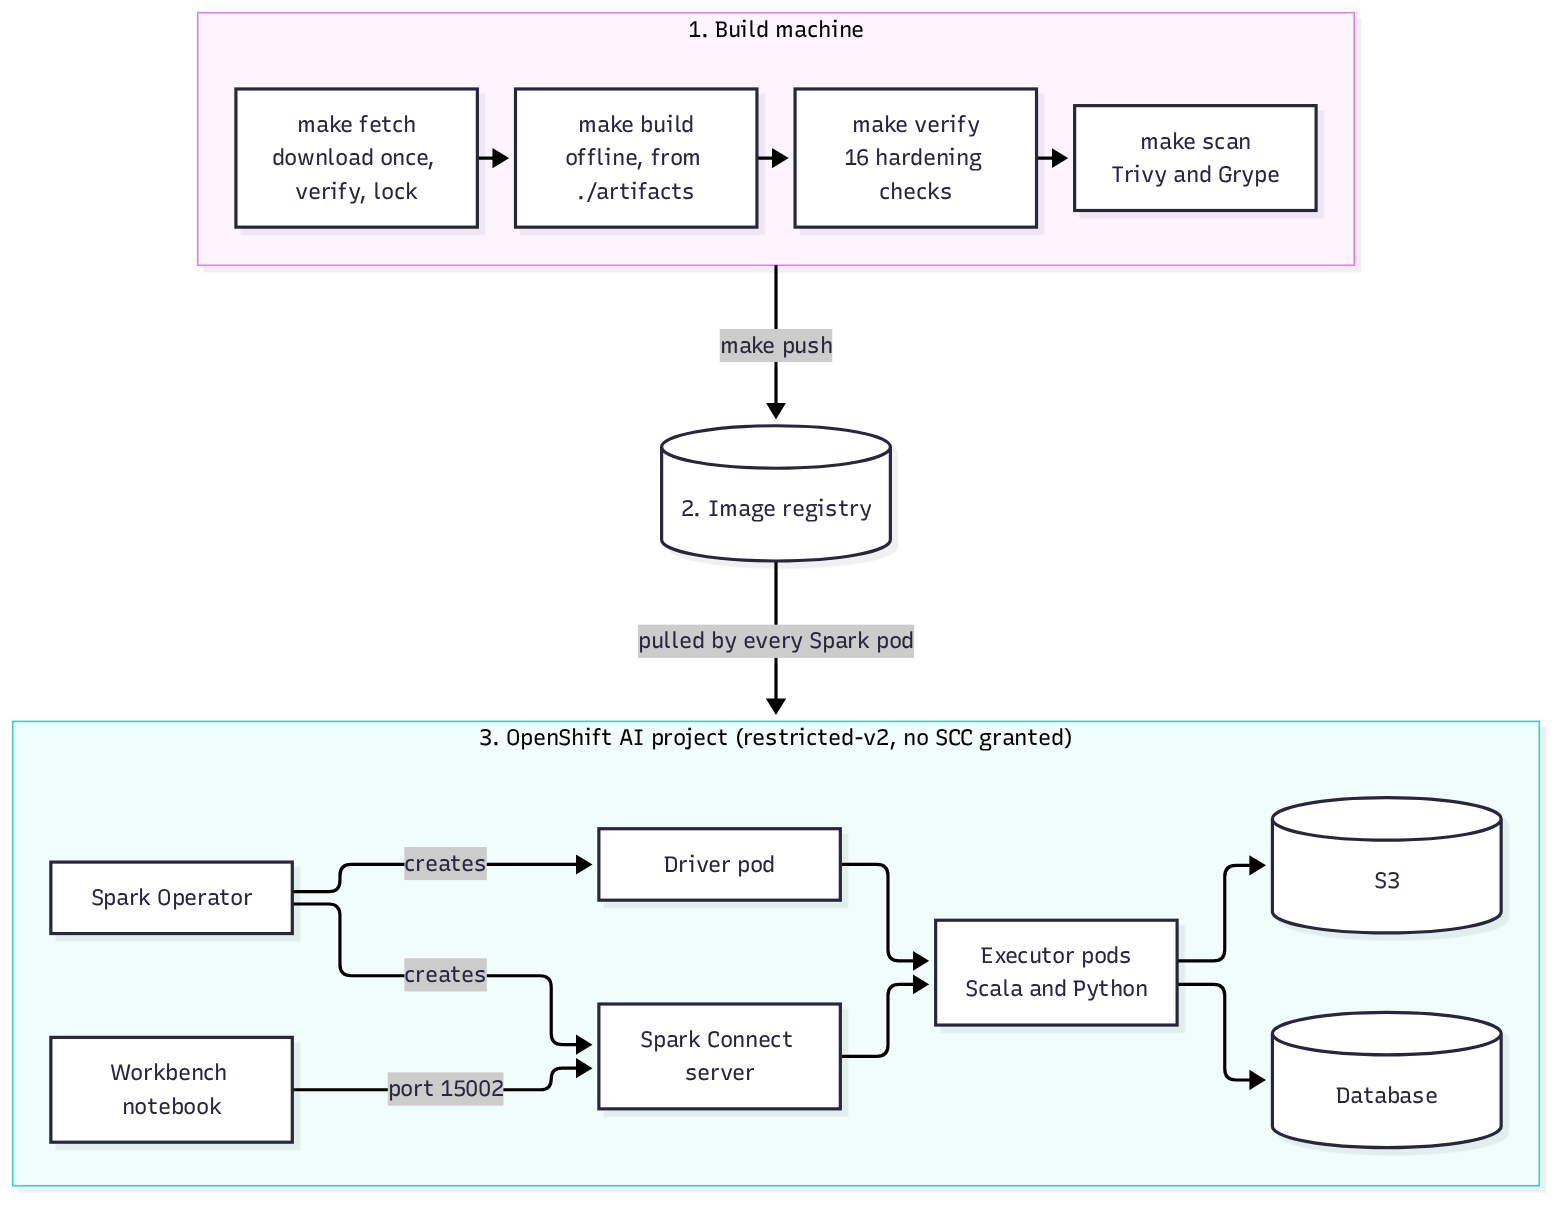 1. Build machine
make fetch
download once,
verify, lock
make build
offline, from
./artifacts
make verify
16 hardening
checks
make scan
Trivy and Grype
make push
2. Image registry
pulled by every Spark pod
3. OpenShift AI project (restricted-v2, no SCC granted)
Spark Operator
creates
Driver pod
creates
Workbench
notebook
port 15002
Spark Connect
server
Executor pods
Scala and Python
S3
Database